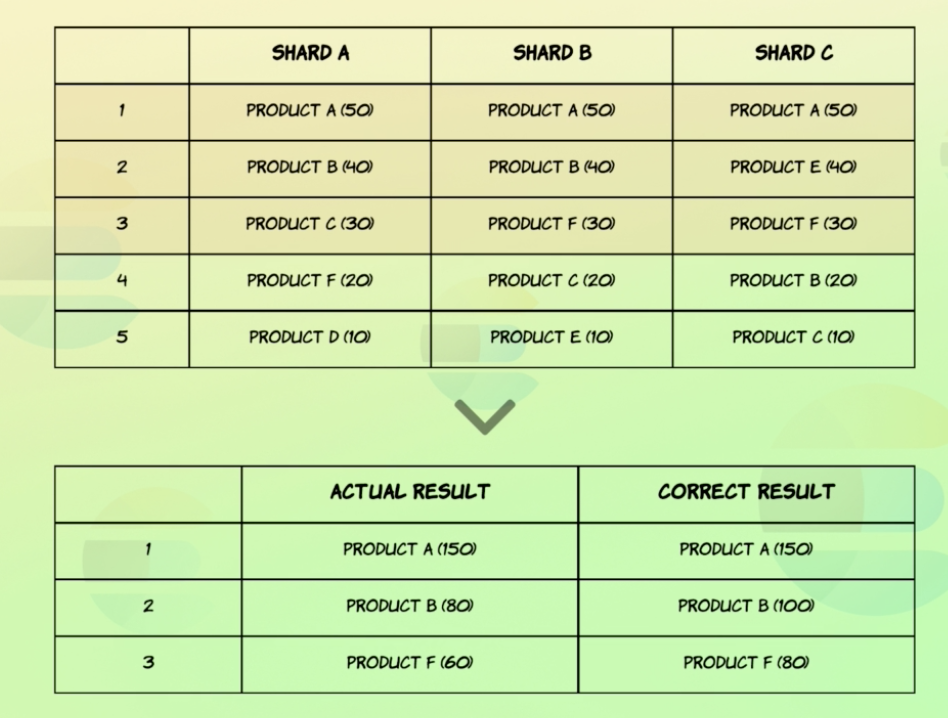 SHARD A SHARD B SHARD C
1 PRODUCT A (50) PRODUCT A (50) PRODUCT A (50)
2 PRODUCT B (40) PRODUCT B (40) PRODUCT E (40)
3 PRODUCT C (30) PRODUCT F (30) PRODUCT F (30)
4 PRODUCT F (20) PRODUCT C (20) PRODUCT B (20)
5 PRODUCT D (10) PRODUCT E (10) PRODUCT C (10)
ACTUAL RESULT CORRECT RESULT
1 PRODUCT A (150) PRODUCT A (150)
2 PRODUCT B (80) PRODUCT B (100)
3 PRODUCT F (60) PRODUCT F (80)